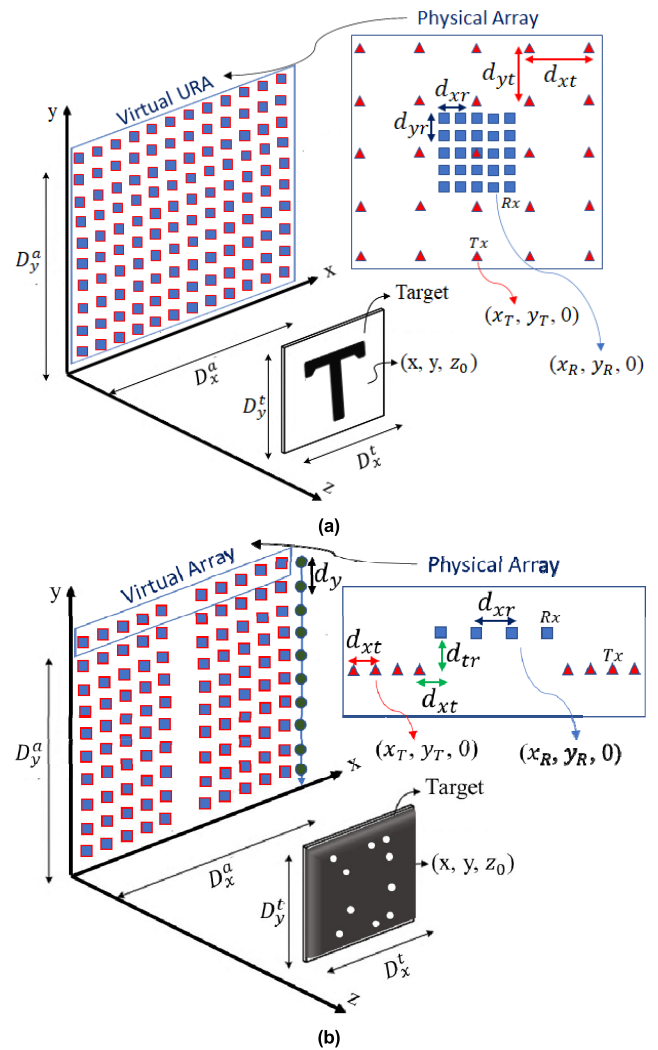 Physical Array
Virtual URA
y
x
z
D_y^a
D_x^a
Target
T
(x, y, z_0)
D_y^t
D_x^t
d_yt
d_xt
d_xr
d_yr
Rx
Tx
(x_T, y_T, 0)
(x_R, y_R, 0)
(a)
Virtual Array
Physical Array
y
x
z
d_y
D_y^a
D_x^a
Target
(x, y, z_0)
D_y^t
D_x^t
d_xr
Rx
d_xt
d_tr
Tx
d_xt
(x_T, y_T, 0)
(x_R, y_R, 0)
(b)